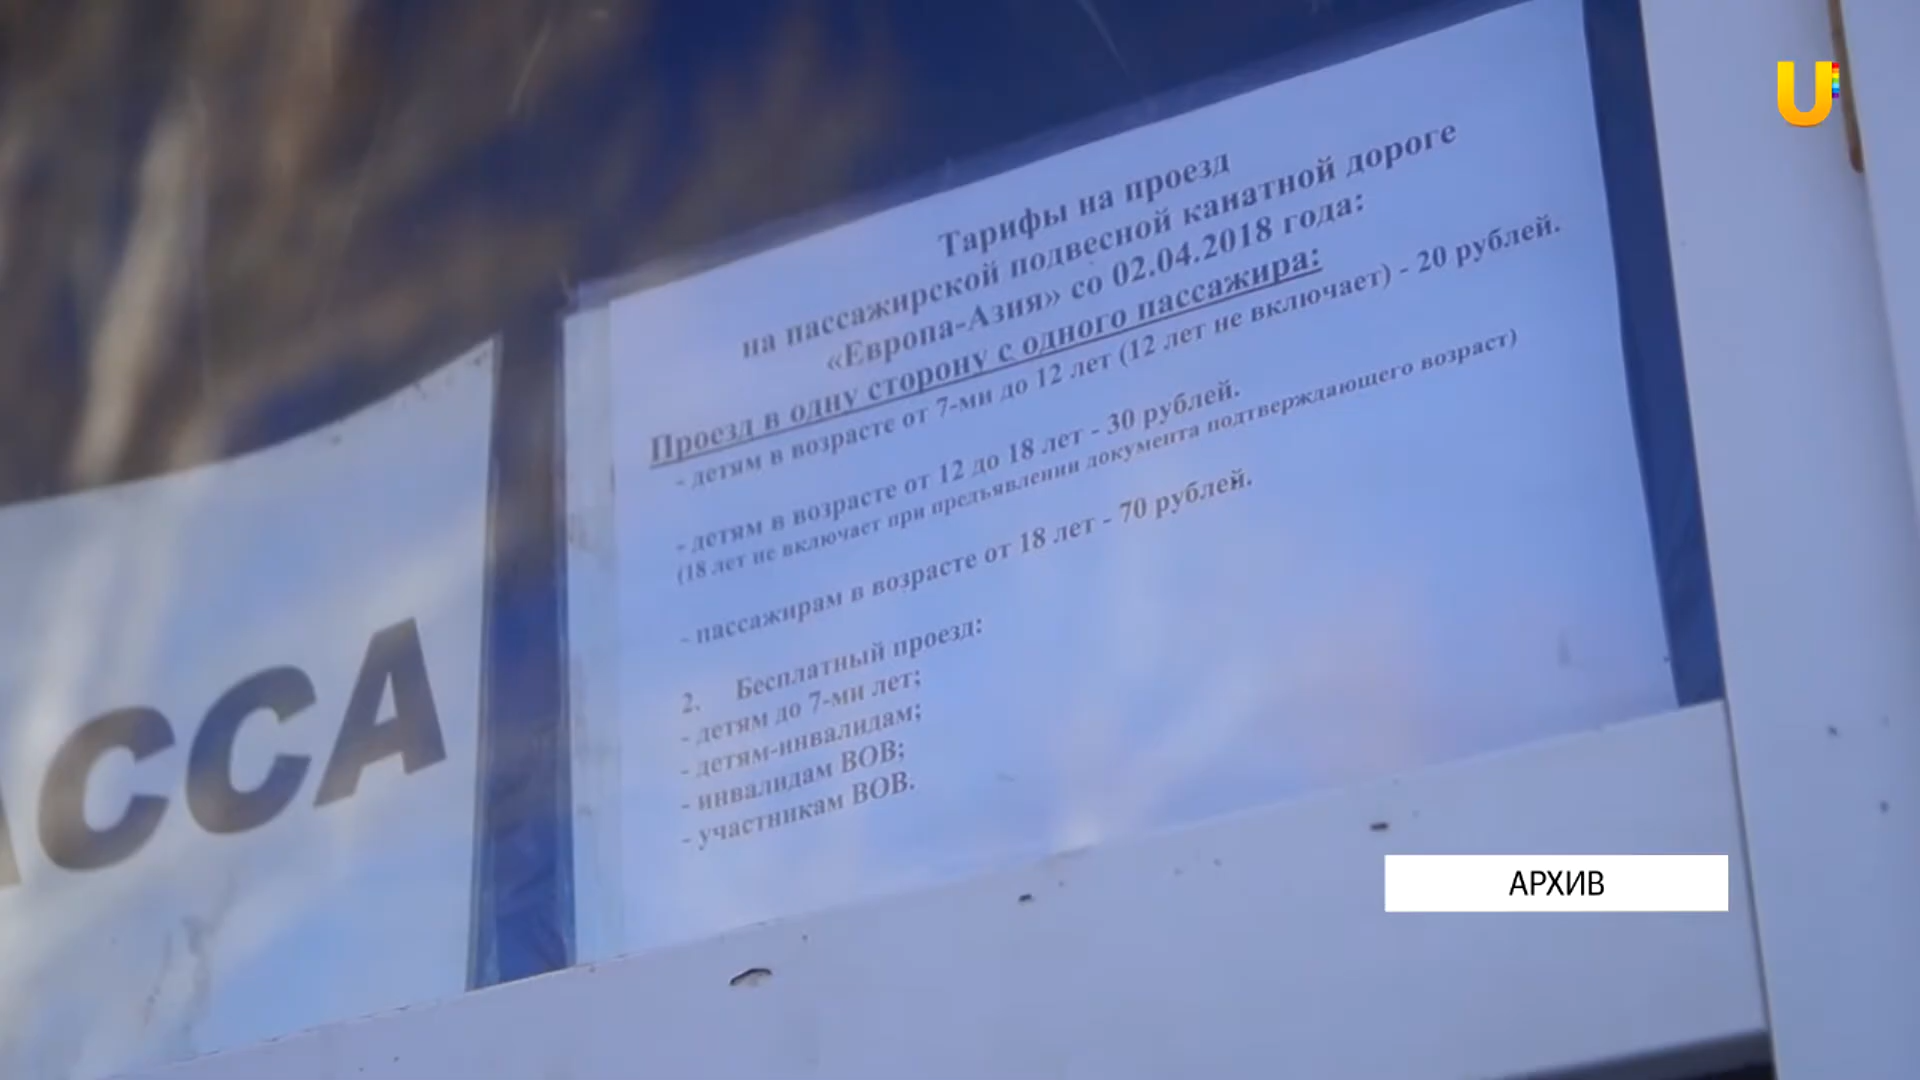 U
Тарифы на проезд
на пассажирской подвесной канатной дороге
«Европа-Азия» со 02.04.2018 года:
Проезд в одну сторону с одного пассажира:
- детям в возрасте от 7-ми до 12 лет (12 лет не включает) - 20 рублей.
- детям в возрасте от 12 до 18 лет - 30 рублей.
(18 лет не включает при предьявлении документа подтверждающего возраст)
- пассажирам в возрасте от 18 лет - 70 рублей.
2. Бесплатный проезд:
- детям до 7-ми лет;
- детям-инвалидам;
- инвалидам ВОВ;
- участникам ВОВ.
АССА
АРХИВ